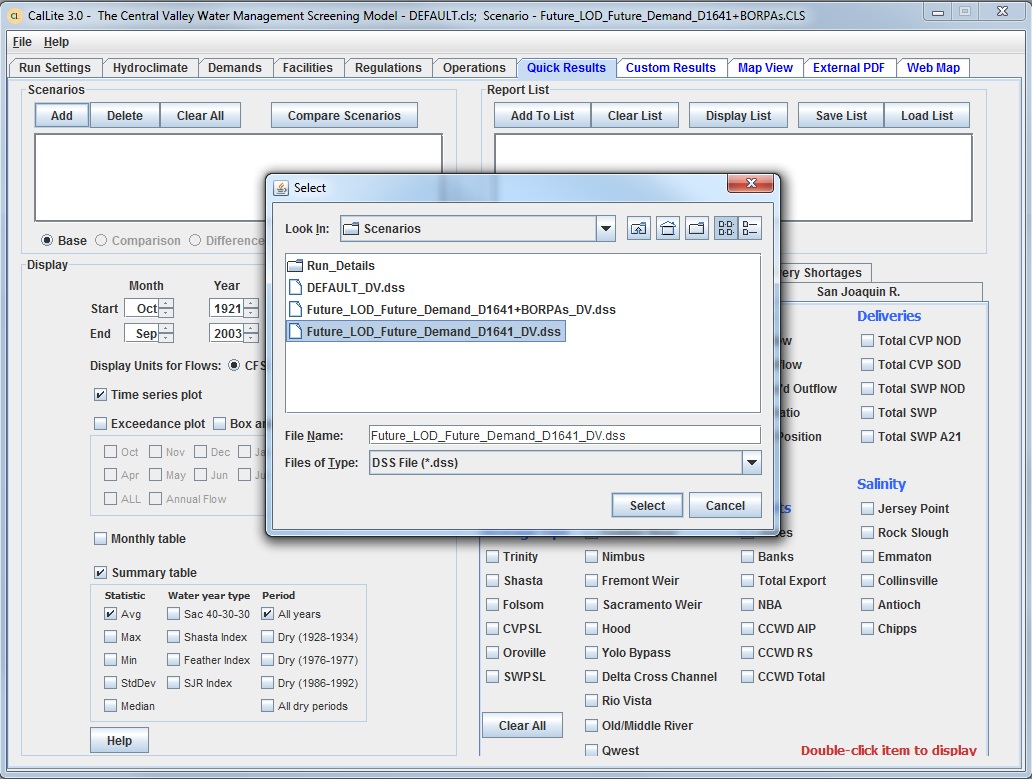 CalLite 3.0 - The Central Valley Water Management Screening Model - DEFAULT.cls; Scenario - Future_LOD_Future_Demand_D1641+BORPAs.CLS
File Help
Run Settings Hydroclimate Demands Facilities Regulations Operations Quick Results Custom Results Map View External PDF Web Map
Scenarios
Add Delete Clear All Compare Scenarios
Base Comparison Difference
Report List
Add To List Clear List Display List Save List Load List
Select
Look In: Scenarios
Run_Details
DEFAULT_DV.dss
Future_LOD_Future_Demand_D1641+BORPAs_DV.dss
Future_LOD_Future_Demand_D1641_DV.dss
File Name: Future_LOD_Future_Demand_D1641_DV.dss
Files of Type: DSS File (*.dss)
Select Cancel
Display
Month Year
Start Oct 1921
End Sep 2003
Display Units for Flows: CFS
Time series plot
Exceedance plot Box
Oct Nov Dec
Apr May Jun
ALL Annual Flow
Monthly table
Summary table
Statistic Water year type Period
Avg Sac 40-30-30 All years
Max Shasta Index Dry (1928-1934)
Min Feather Index Dry (1976-1977)
StdDev SJR Index Dry (1986-1992)
Median All dry periods
Help
Shortages
San Joaquin R.
Trinity
Shasta
Folsom
CVPSL
Oroville
SWPSL
Clear All
Nimbus
Fremont Weir
Sacramento Weir
Hood
Yolo Bypass
Delta Cross Channel
Rio Vista
Old/Middle River
Qwest
Outflow
Position
Banks
Total Export
NBA
CCWD AIP
CCWD RS
CCWD Total
Deliveries
Total CVP NOD
Total CVP SOD
Total SWP NOD
Total SWP
Total SWP A21
Salinity
Jersey Point
Rock Slough
Emmaton
Collinsville
Antioch
Chipps
Double-click item to display